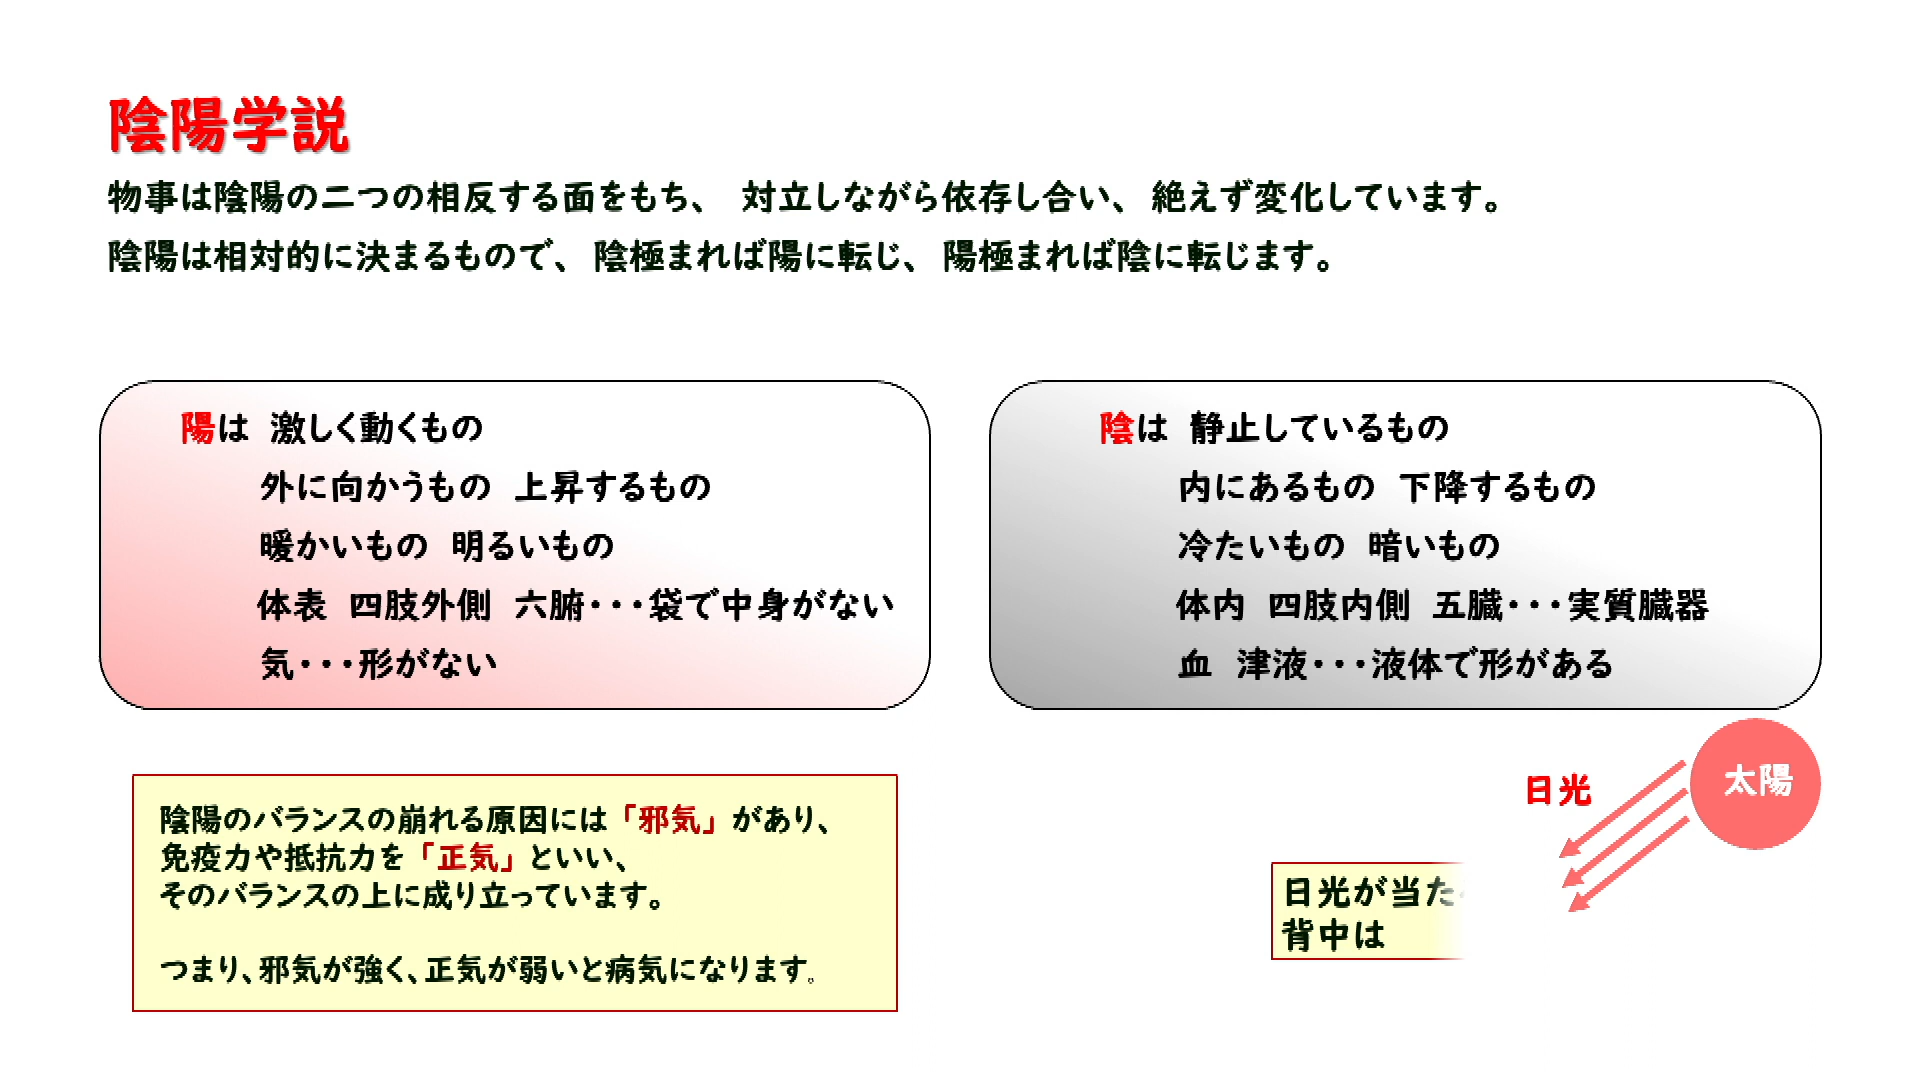 陰陽学説
物事は陰陽の二つの相反する面をもち、 対立しながら依存し合い、絶えず変化しています。
陰陽は相対的に決まるもので、陰極まれば陽に転じ、陽極まれば陰に転じます。
陽は 激しく動くもの
外に向かうもの 上昇するもの
暖かいもの 明るいもの
体表 四肢外側 六腑・・・袋で中身がない
気・・・形がない
陰は 静止しているもの
内にあるもの 下降するもの
冷たいもの 暗いもの
体内 四肢内側 五臓・・・実質臓器
血 津液・・・液体で形がある
陰陽のバランスの崩れる原因には「邪気」があり、
免疫力や抵抗力を「正気」といい、
そのバランスの上に成り立っています。
つまり、邪気が強く、正気が弱いと病気になります。
太陽
日光
日光が当た
背中は